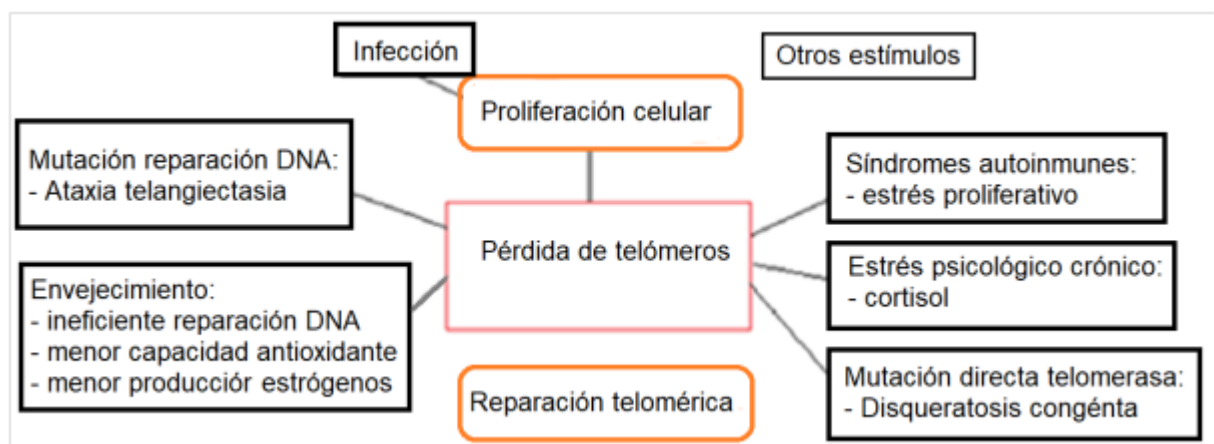 Infección
Otros estímulos
Proliferación celular
Mutación reparación DNA:
- Ataxia telangiectasia
Síndromes autoinmunes:
- estrés proliferativo
Pérdida de telómeros
Estrés psicológico crónico:
- cortisol
Envejecimiento:
- ineficiente reparación DNA
- menor capacidad antioxidante
- menor producciór estrógenos
Mutación directa telomerasa:
- Disqueratosis congénta
Reparación telomérica